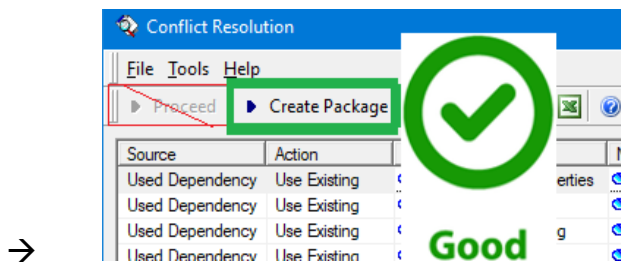 Conflict Resolution
File Tools Help
Proceed Create Package
Source Action
Used Dependency Use Existing erties
Used Dependency Use Existing
Used Dependency Use Existing g
Used Dependency Use Existing
Good
→